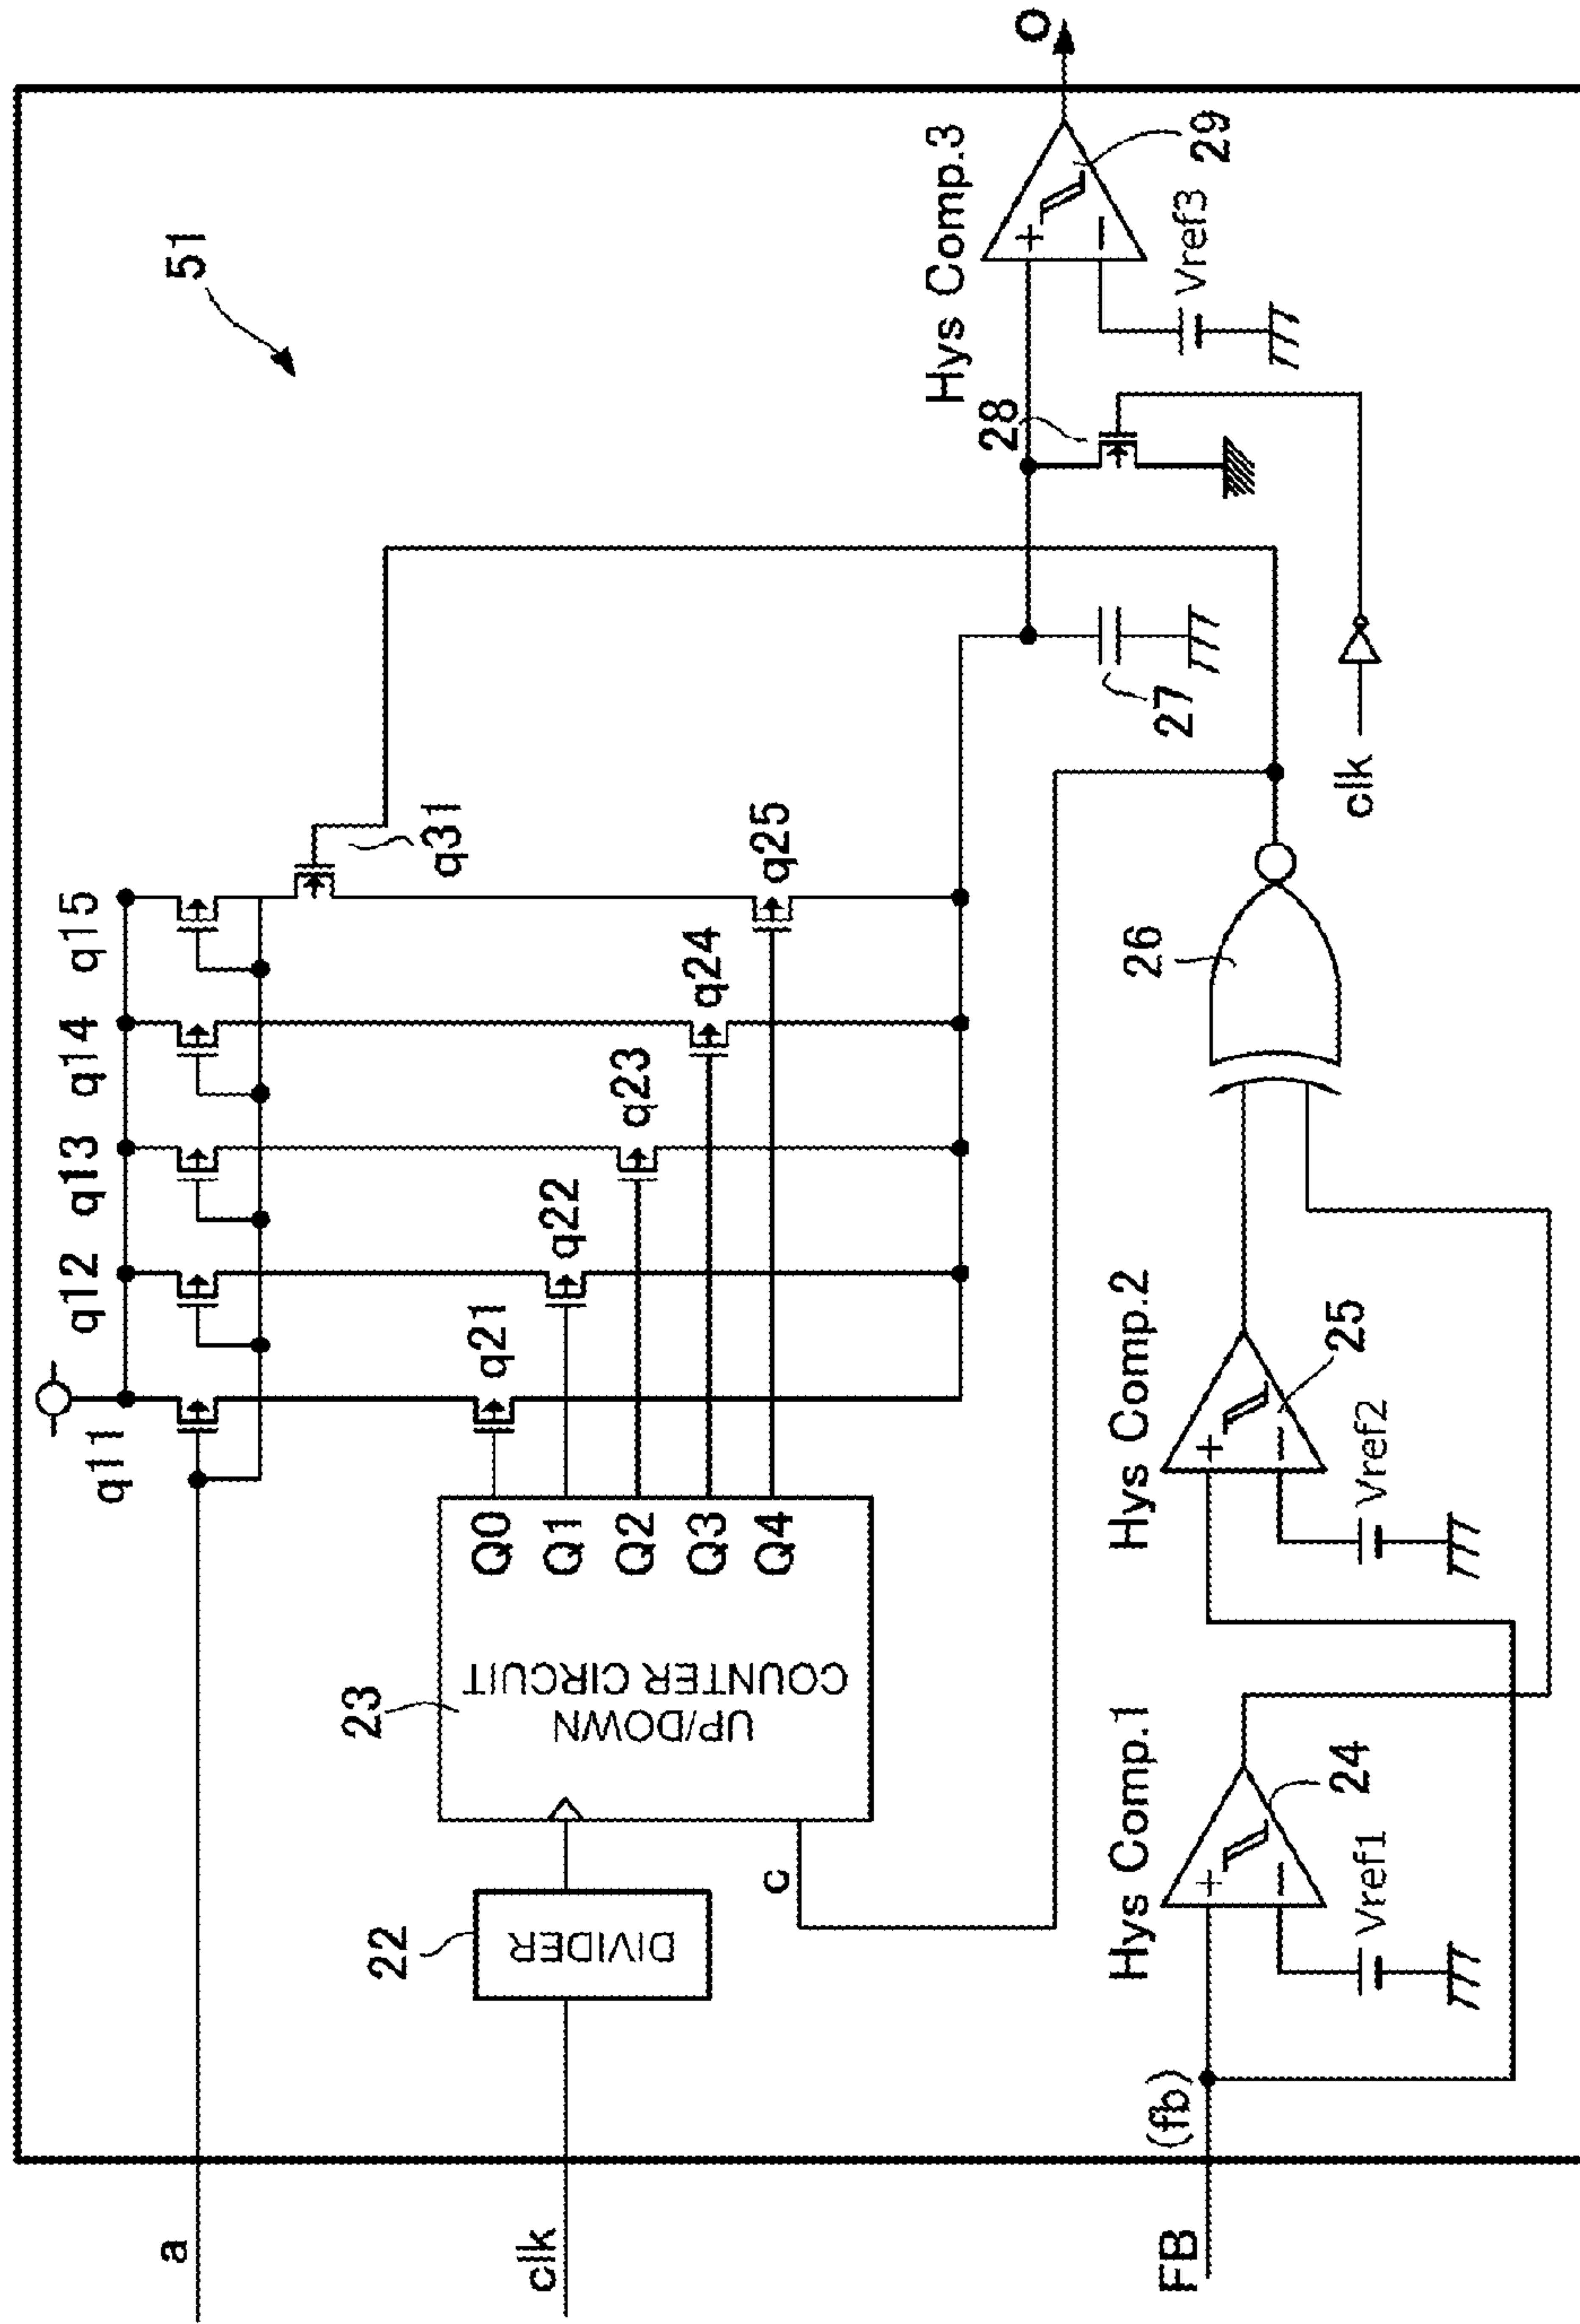 51
a
q11
q12
q13
q14
q15
q31
clk
22
DIVIDER
23
UP/DOWN
COUNTER CIRCUIT
c
Q0
Q1
Q2
Q3
Q4
q21
q22
q23
q24
q25
FB
(fb)
Hys Comp.1
+
−
24
Vref1
Hys Comp.2
+
−
25
Vref2
26
27
28
clk
Hys Comp.3
+
−
29
Vref3
O